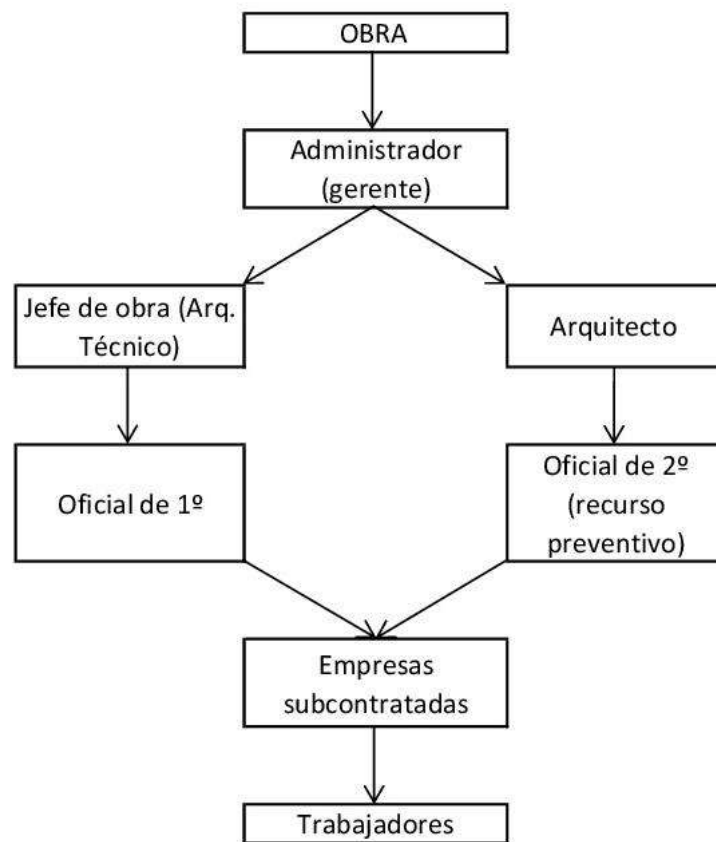 OBRA
Administrador
(gerente)
Jefe de obra (Arq.
Técnico)
Arquitecto
Oficial de 1º
Oficial de 2º
(recurso
preventivo)
Empresas
subcontratadas
Trabajadores